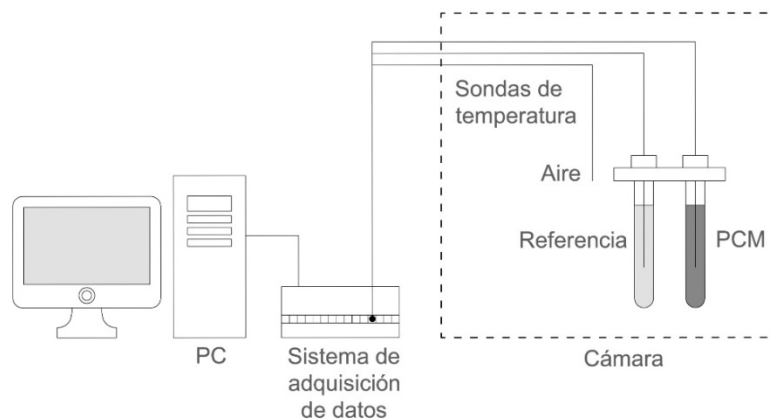 Sondas de
temperatura
Aire
Referencia
PCM
PC
Sistema de
adquisición
de datos
Cámara